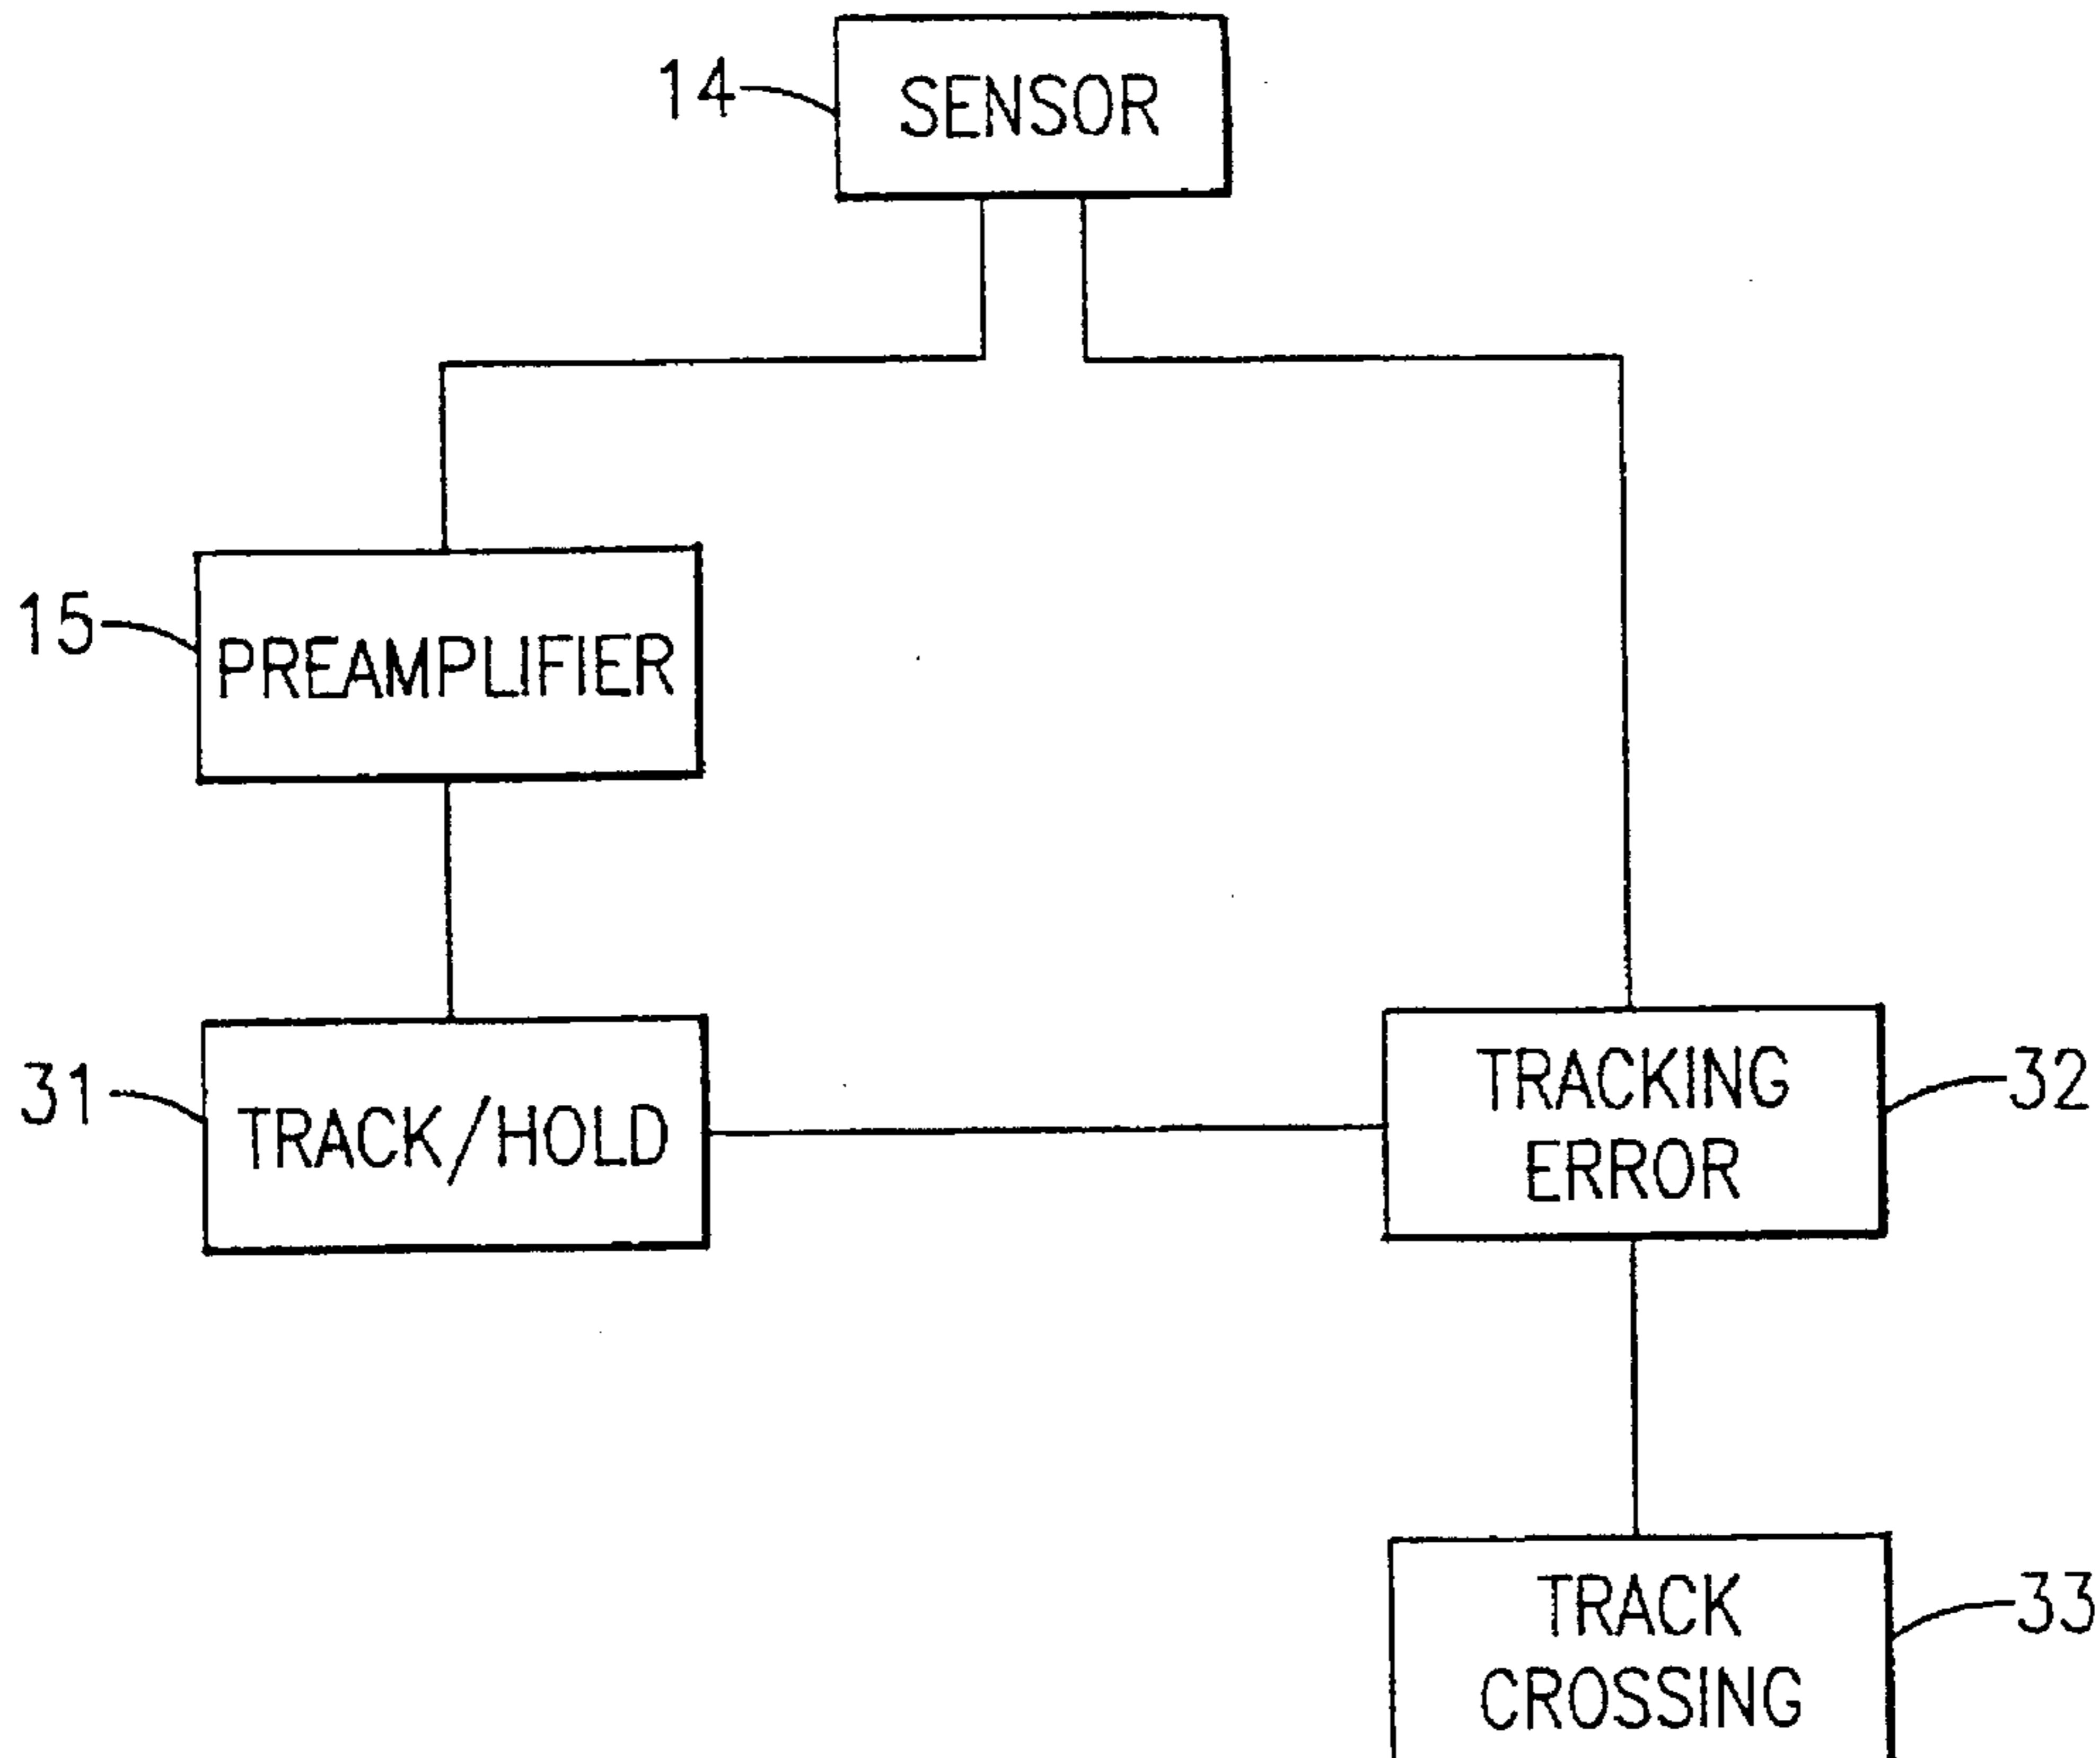 14
SENSOR
15
PREAMPLIFIER
31
TRACK/HOLD
TRACKING
ERROR
32
TRACK
CROSSING
33